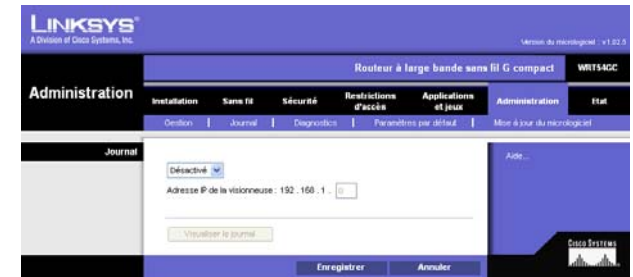 LINKSYS
A Division of Cisco Systems, Inc.
Version du micrologiciel : v1.02.5
Routeur à large bande sans fil G compact
WRT54GC
Administration
Installation Sans fil Sécurité Restrictions d'accès Applications et jeux Administration Etat
Gestion | Journal | Diagnostics | Paramètres par défaut | Mise à jour du micrologiciel
Journal
Aide...
Désactivé
Adresse IP de la visionneuse : 192 . 168 . 1 . 0
Visualiser le journal
Enregistrer Annuler
CISCO SYSTEMS